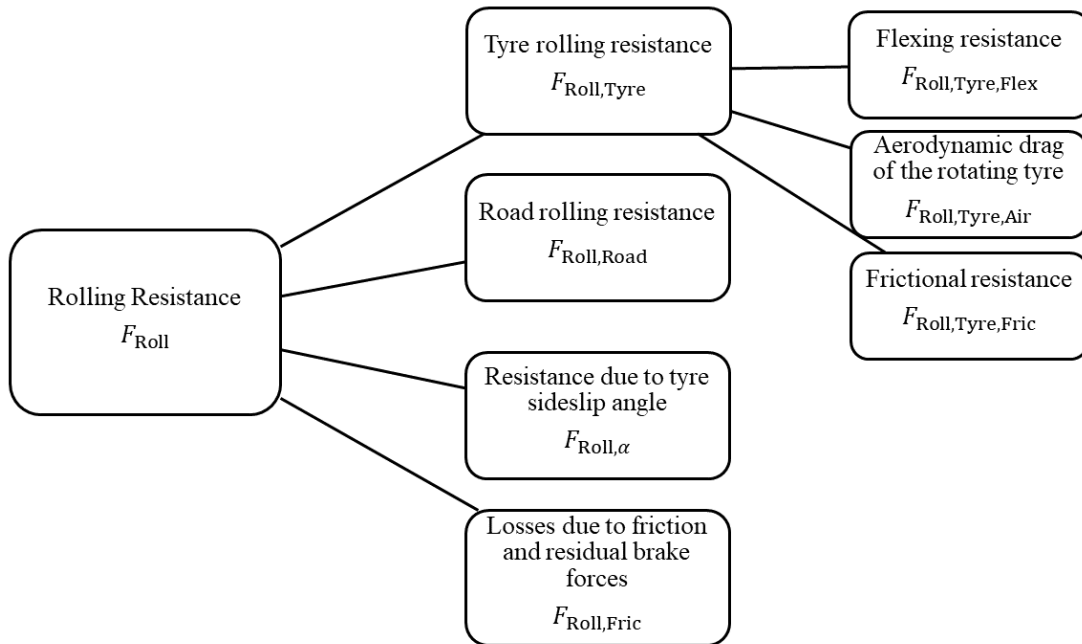 Rolling Resistance
F_Roll
Tyre rolling resistance
F_Roll,Tyre
Road rolling resistance
F_Roll,Road
Resistance due to tyre
sideslip angle
F_Roll,α
Losses due to friction
and residual brake
forces
F_Roll,Fric
Flexing resistance
F_Roll,Tyre,Flex
Aerodynamic drag
of the rotating tyre
F_Roll,Tyre,Air
Frictional resistance
F_Roll,Tyre,Fric